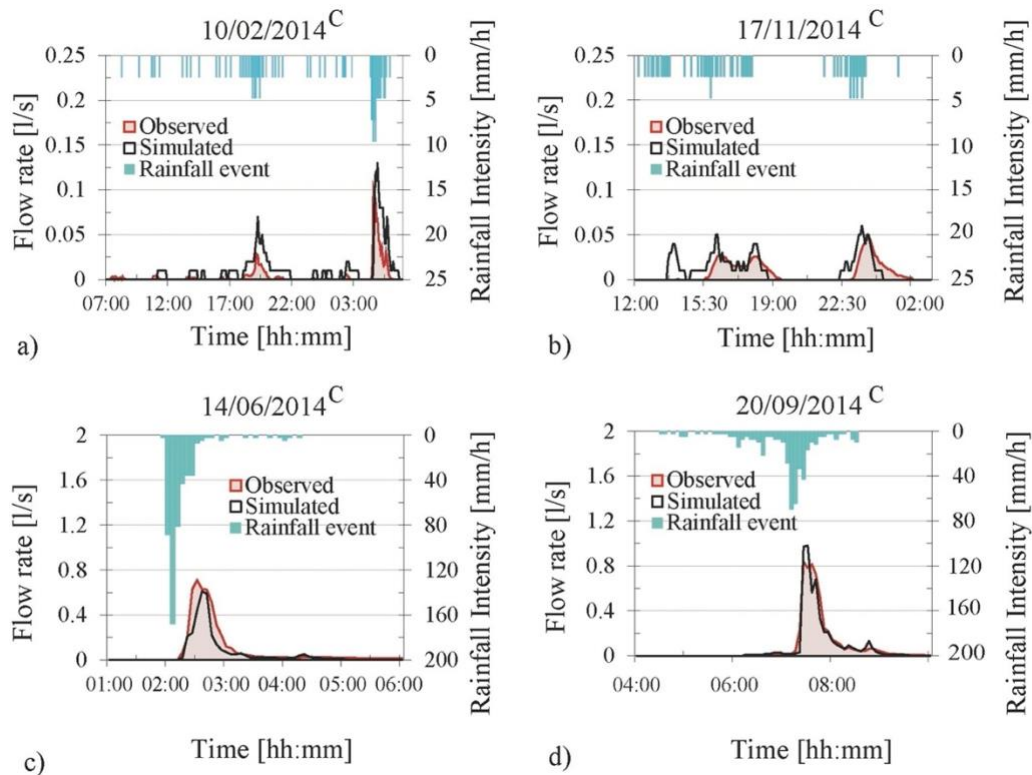 10/02/2014 C
0.25
0.2
0.15
0.1
0.05
0
Flow rate [l/s]
Observed
Simulated
Rainfall event
0
5
10
15
20
25
Rainfall Intensity [mm/h]
07:00 12:00 17:00 22:00 03:00
Time [hh:mm]
a)
17/11/2014 C
0.25
0.2
0.15
0.1
0.05
0
Flow rate [l/s]
Observed
Simulated
Rainfall event
0
5
10
15
20
25
Rainfall Intensity [mm/h]
12:00 15:30 19:00 22:30 02:00
Time [hh:mm]
b)
14/06/2014 C
2
1.6
1.2
0.8
0.4
0
Flow rate [l/s]
Observed
Simulated
Rainfall event
0
40
80
120
160
200
Rainfall Intensity [mm/h]
01:00 02:00 03:00 04:00 05:00 06:00
Time [hh:mm]
c)
20/09/2014 C
2
1.6
1.2
0.8
0.4
0
Flow rate [l/s]
Observed
Simulated
Rainfall event
0
40
80
120
160
200
Rainfall Intensity [mm/h]
04:00 06:00 08:00
Time [hh:mm]
d)